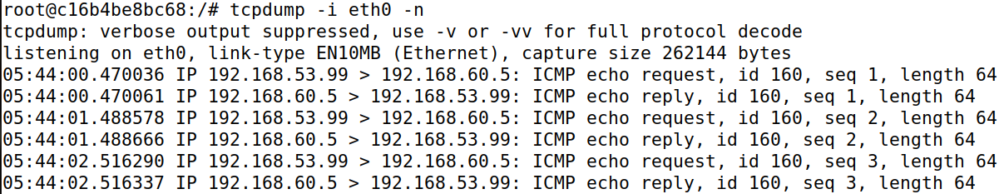 root@c16b4be8bc68:/# tcpdump -i eth0 -n
tcpdump: verbose output suppressed, use -v or -vv for full protocol decode
listening on eth0, link-type EN10MB (Ethernet), capture size 262144 bytes
05:44:00.470036 IP 192.168.53.99 > 192.168.60.5: ICMP echo request, id 160, seq 1, length 64
05:44:00.470061 IP 192.168.60.5 > 192.168.53.99: ICMP echo reply, id 160, seq 1, length 64
05:44:01.488578 IP 192.168.53.99 > 192.168.60.5: ICMP echo request, id 160, seq 2, length 64
05:44:01.488666 IP 192.168.60.5 > 192.168.53.99: ICMP echo reply, id 160, seq 2, length 64
05:44:02.516290 IP 192.168.53.99 > 192.168.60.5: ICMP echo request, id 160, seq 3, length 64
05:44:02.516337 IP 192.168.60.5 > 192.168.53.99: ICMP echo reply, id 160, seq 3, length 64